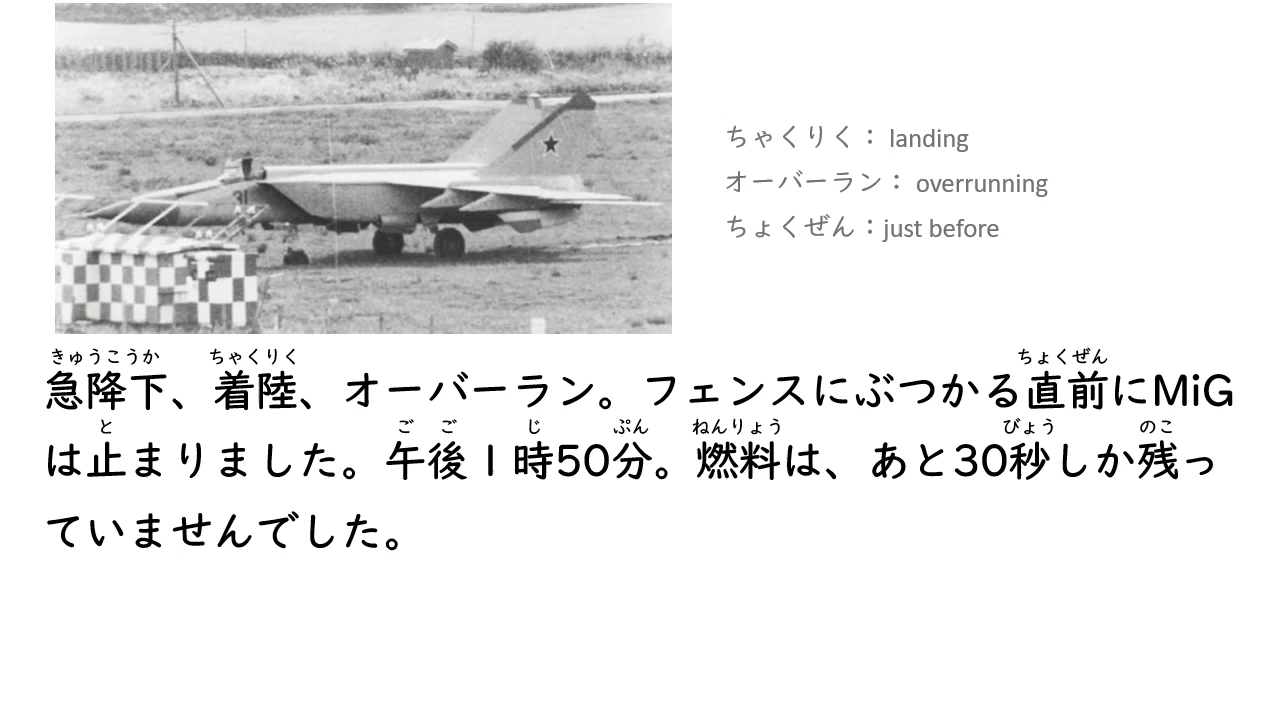 ちゃくりく： landing
オーバーラン： overrunning
ちょくぜん：just before
きゅうこうか ちゃくりく ちょくぜん
急降下、着陸、オーバーラン。フェンスにぶつかる直前にMiG
と ご ご じ ぷん ねんりょう びょう のこ
は止まりました。午後1時50分。燃料は、あと30秒しか残っ
ていませんでした。